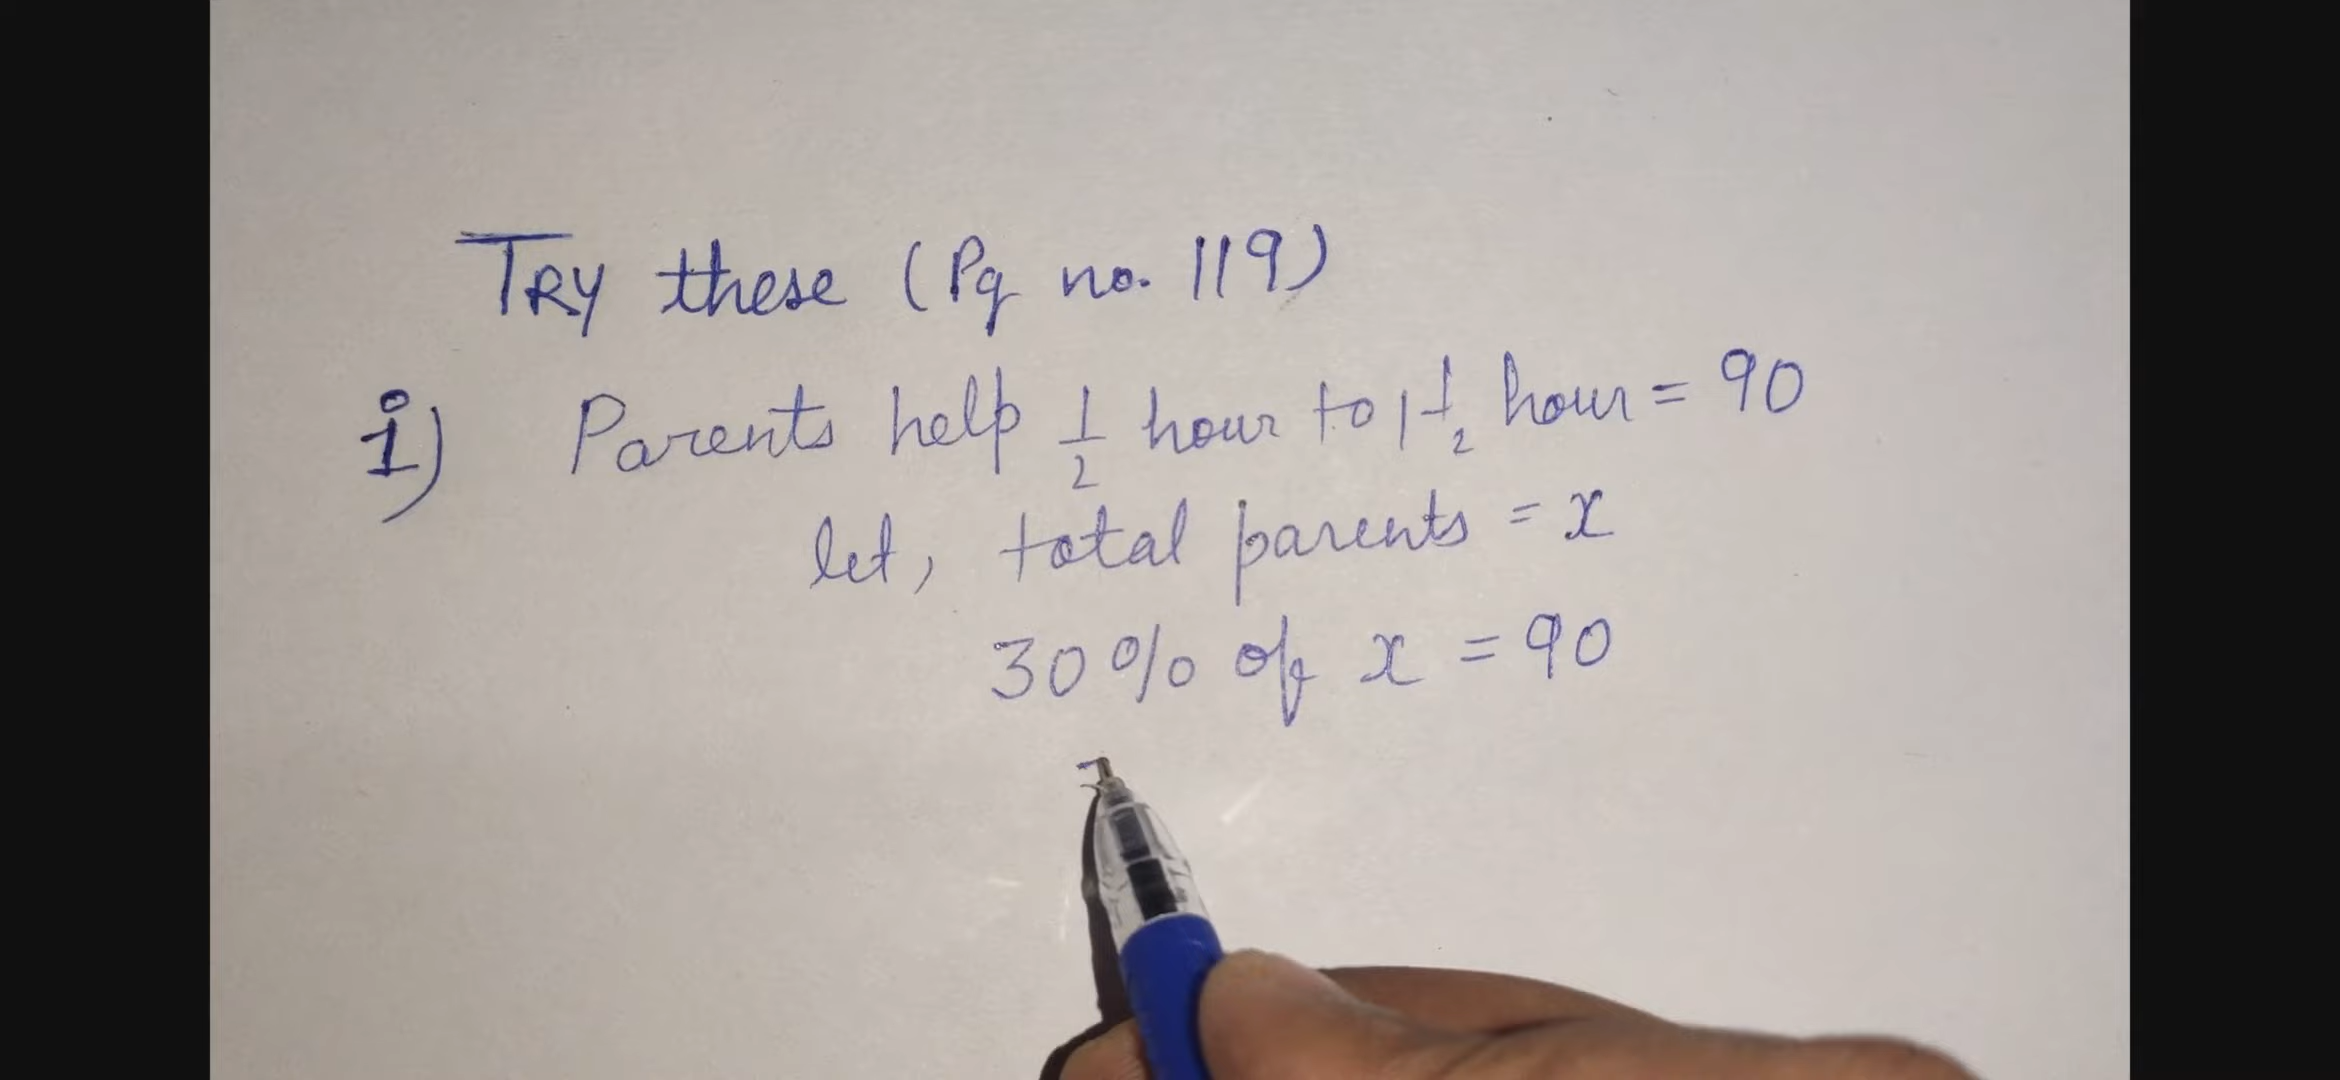 TRY these (Pg no. 119)
i) Parents help 1/2 hour to 1 1/2 hour = 90
let, total parents = x
30% of x = 90